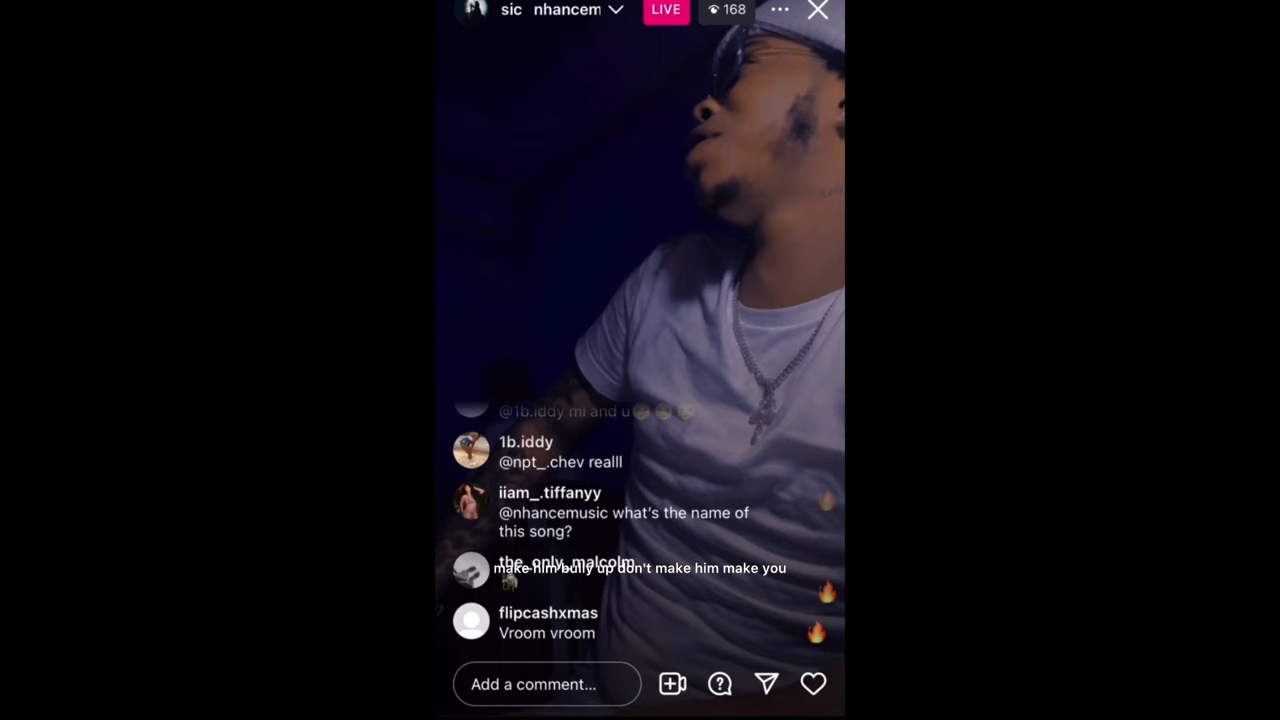 sic nhancem
LIVE
168
@1b.iddy mi and u
1b.iddy
@npt_.chev realll
iiam_.tiffanyy
@nhancemusic what's the name of
this song?
the_only_malcolm
make him bully up don't make him make you
flipcashxmas
Vroom vroom
Add a comment...